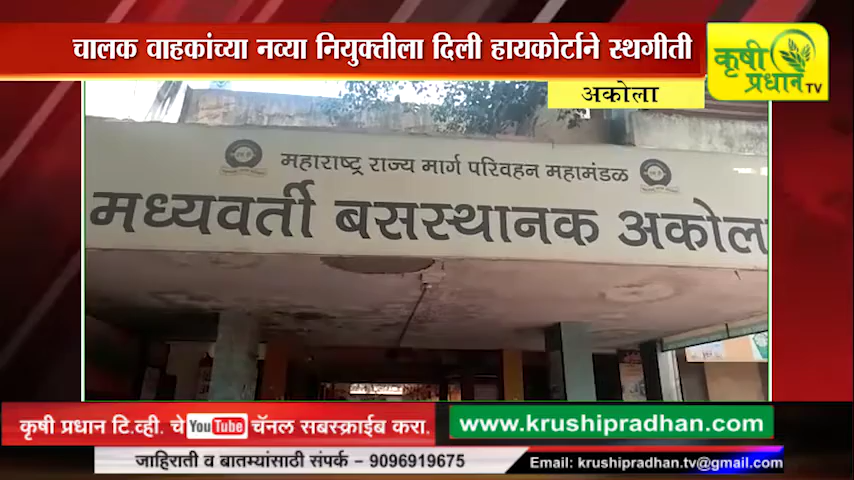 चालक वाहकांच्या नव्या नियुक्तीला दिली हायकोर्टाने स्थगीती
कृषी
प्रधान TV
अकोला
महाराष्ट्र राज्य मार्ग परिवहन महामंडळ
मध्यवर्ती बसस्थानक अकोला
कृषी प्रधान टि.व्ही. चे YouTube चॅनल सबस्क्राईब करा.
www.krushipradhan.com
जाहिराती व बातम्यांसाठी संपर्क – 9096919675
Email: krushipradhan.tv@gmail.com